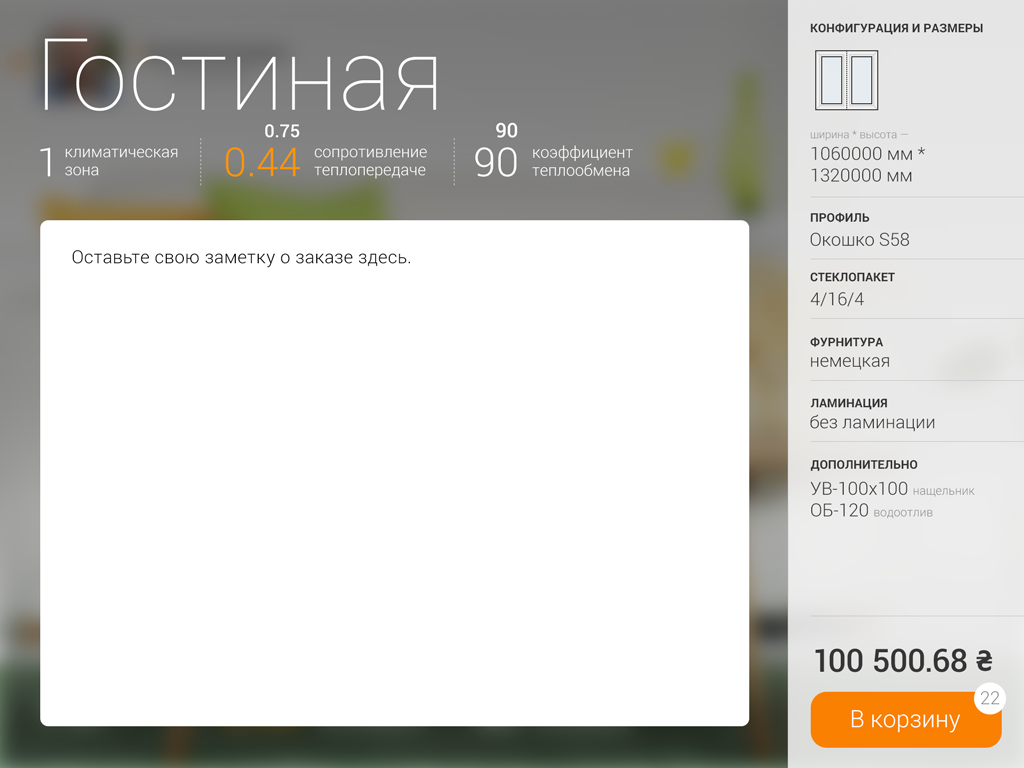 Гостиная
1 климатическая
зона
0.75
0.44 сопротивление
теплопередаче
90
90 коэффициент
теплообмена
Оставьте свою заметку о заказе здесь.
КОНФИГУРАЦИЯ И РАЗМЕРЫ
ширина * высота —
1060000 мм *
1320000 мм
ПРОФИЛЬ
Окошко S58
СТЕКЛОПАКЕТ
4/16/4
ФУРНИТУРА
немецкая
ЛАМИНАЦИЯ
без ламинации
ДОПОЛНИТЕЛЬНО
УВ-100х100 нащельник
ОБ-120 водоотлив
100 500.68 ₴
22
В корзину